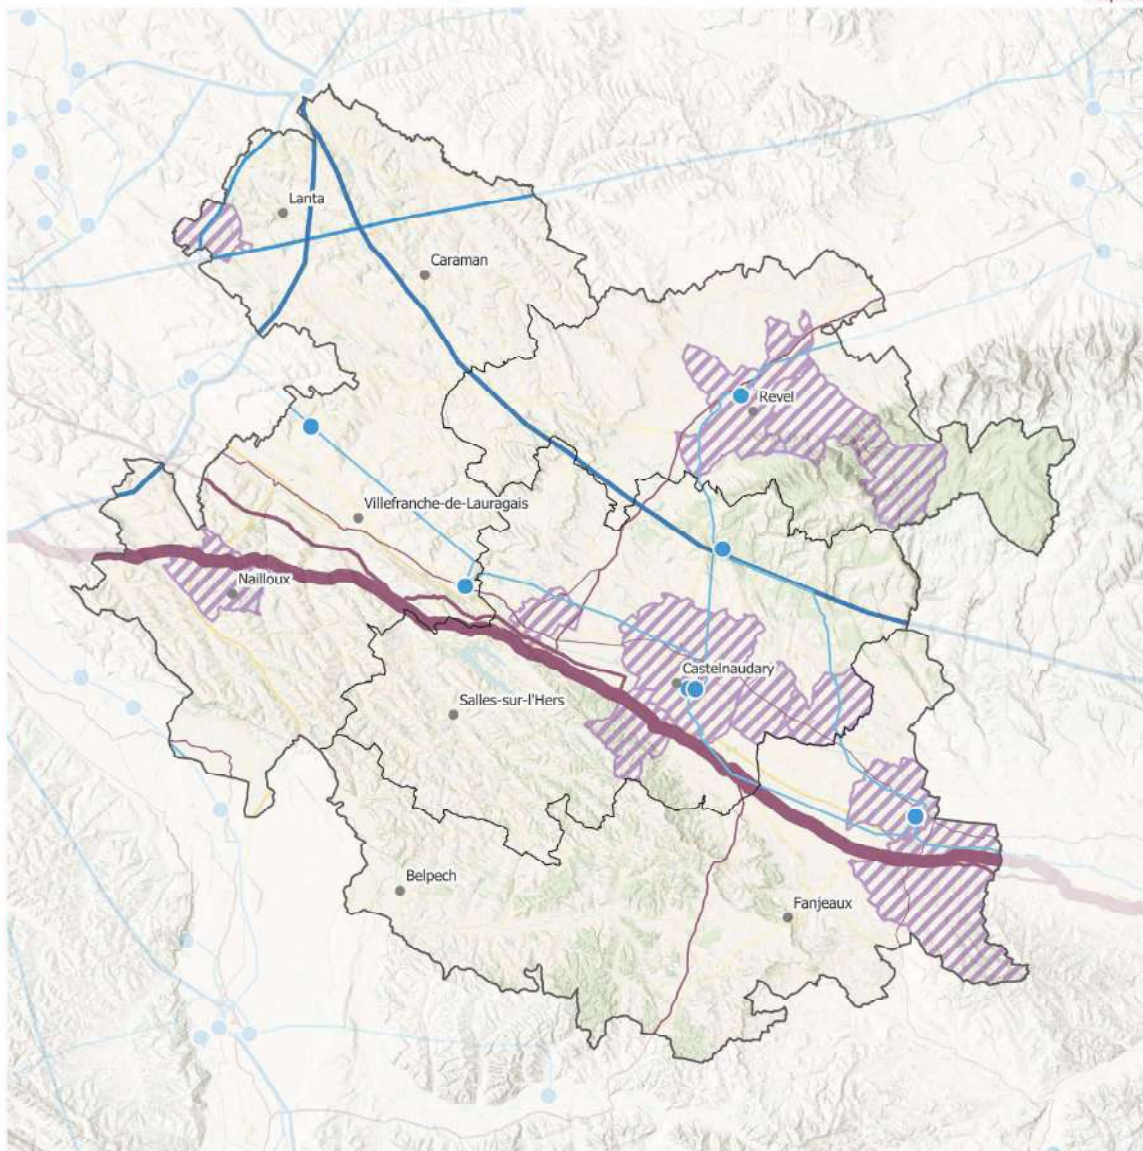 Lanta
Caraman
Revel
Villefranche-de-Lauragais
Nailloux
Castelnaudary
Salles-sur-l'Hers
Belpech
Fanjeaux